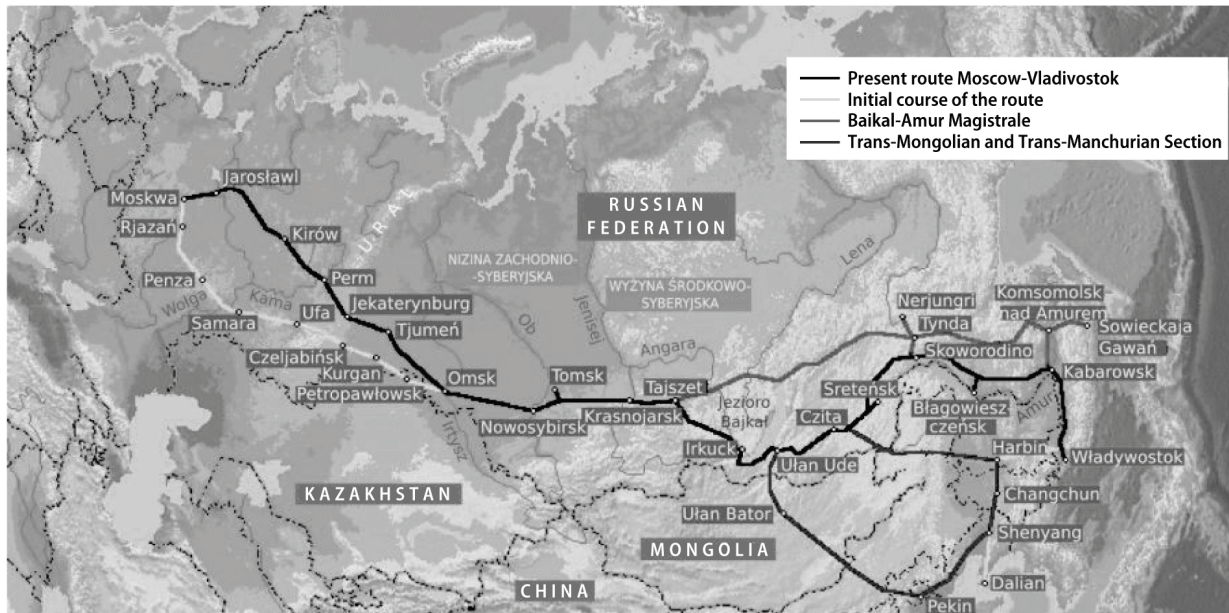 Present route Moscow-Vladivostok
Initial course of the route
Baikal-Amur Magistrale
Trans-Mongolian and Trans-Manchurian Section
Jarosławl
Moskwa
Rjazań
Kirów
URAL
RUSSIAN
FEDERATION
Lena
NIZINA ZACHODNIO-
-SYBERYJSKA
WYŻYNA ŚRODKOWO-
SYBERYJSKA
Penza
Perm
Wolga
Kama
Ufa
Samara
Jekaterynburg
Tjumeń
Ob
Jenisej
Angara
Nerjungri
Tynda
Komsomolsk
nad Amurem
Sowieckaja
Gawań
Skoworodino
Czeljabińsk
Kurgan
Petropawłowsk
Omsk
Tomsk
Tajszet
Nowosybirsk
Krasnojarsk
Jezioro
Bajkał
Sreteńsk
Czita
Błagowiesz
czeńsk
Amur
Kabarowsk
Irtysz
Irkuck
Ułan Ude
Harbin
Władywostok
KAZAKHSTAN
Ułan Bator
Changchun
Shenyang
MONGOLIA
CHINA
Dalian
Pekin